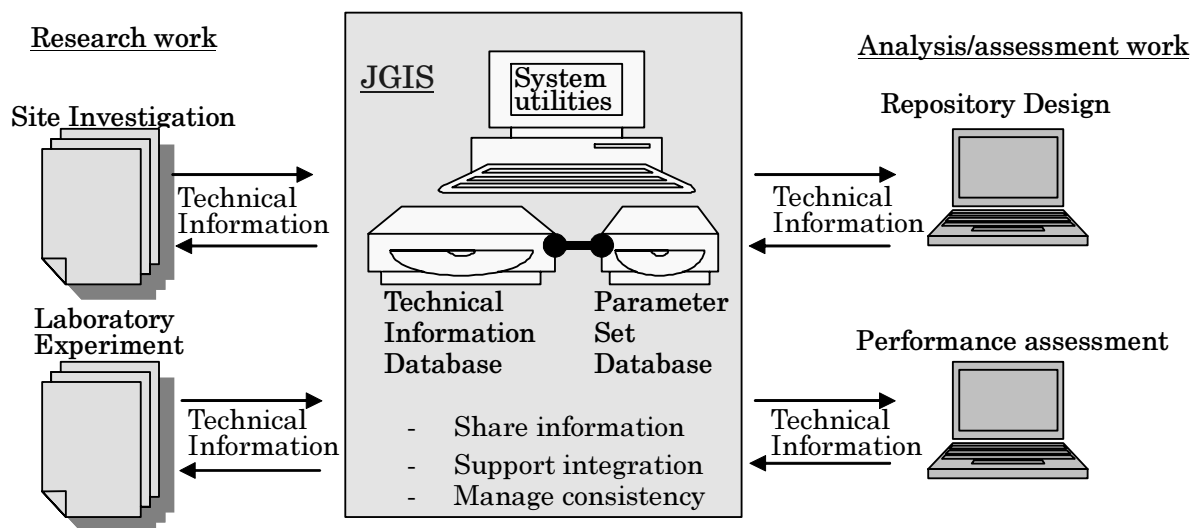 Research work
Site Investigation
Technical
Information
Laboratory
Experiment
Technical
Information
JGIS
System
utilities
Technical
Information
Database
Parameter
Set
Database
- Share information
- Support integration
- Manage consistency
Analysis/assessment work
Repository Design
Technical
Information
Performance assessment
Technical
Information